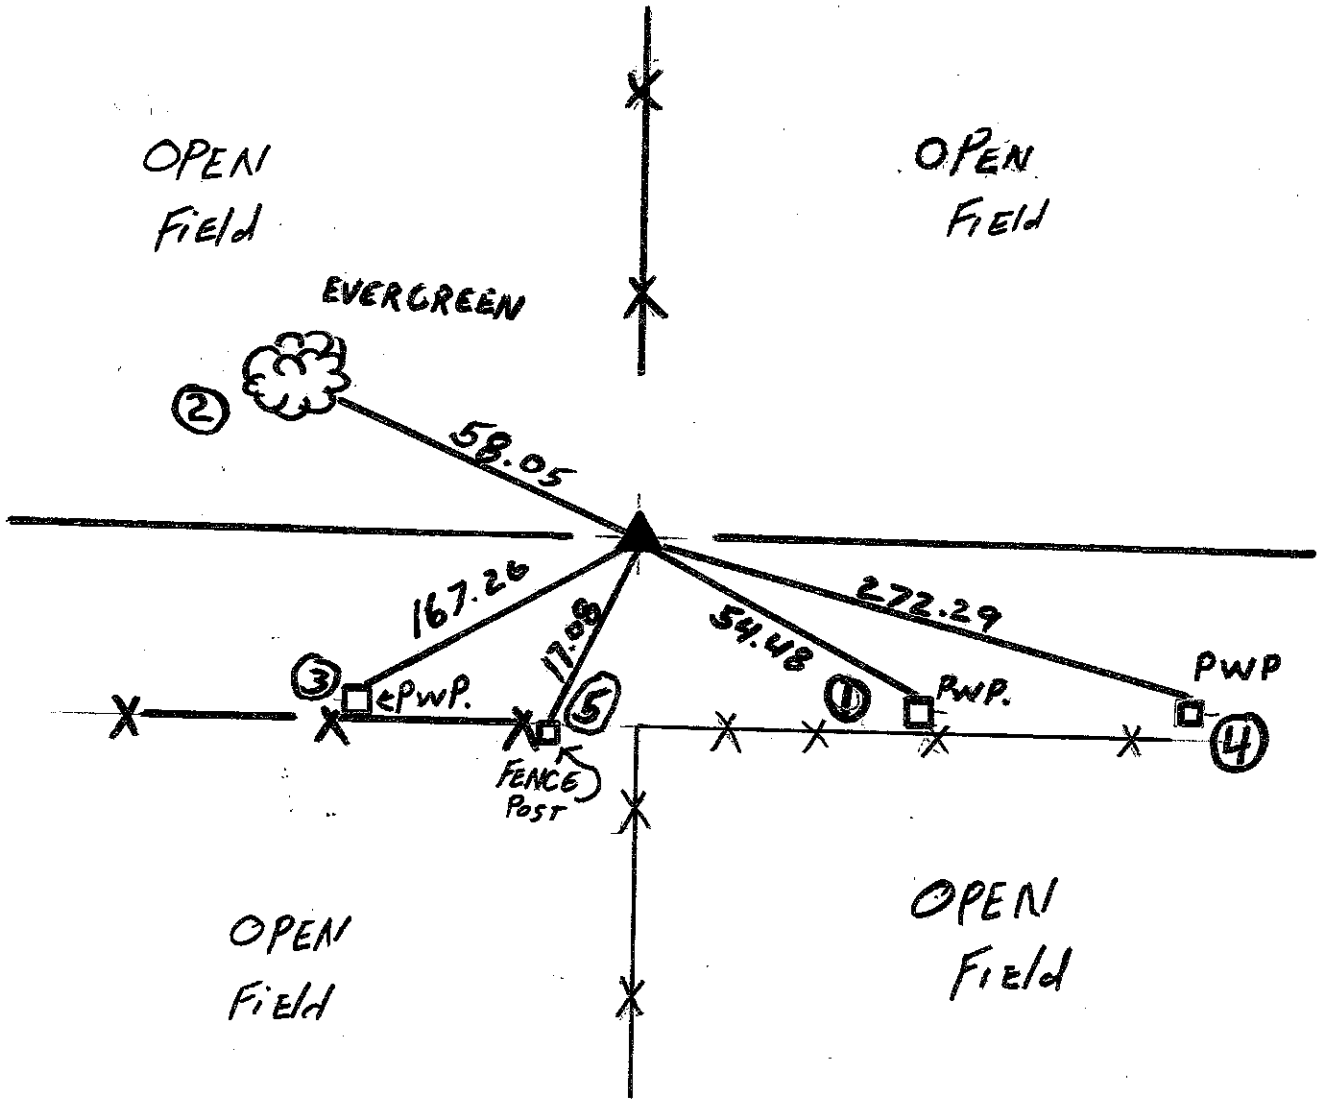 OPEN
Field
OPEN
FiEld
EVERGREEN
2
58.05
167.26
17.08
54.48
272.29
3
PWP.
5
1
PWP.
PWP
4
FENCE
POST
OPEN
FiEld
OPEN
FiEld